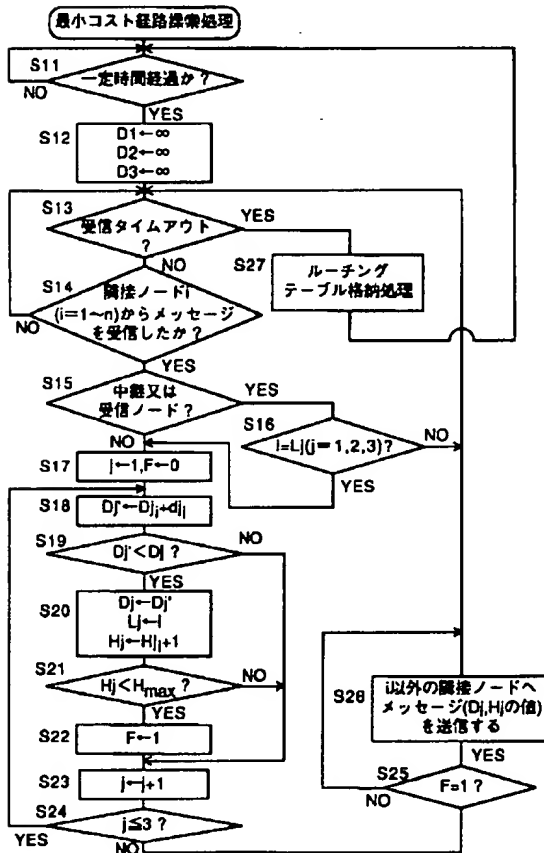 最小コスト経路探索処理
S11
一定時間経過か?
NO
YES
S12
D1←∞
D2←∞
D3←∞
S13
受信タイムアウト
?
YES
NO
S27
ルーチング
テーブル格納処理
S14
隣接ノードi
(i=1~n)からメッセージ
を受信したか?
NO
YES
S15
中継又は
受信ノード?
YES
NO
S16
i=Lj(j=1,2,3)?
NO
YES
S17
j←1,F←0
S18
Dj'←Dji+dji
S19
Dj'<Dj?
NO
YES
S20
Dj←Dj'
Lj←i
Hj←Hji+1
S21
Hj<Hmax?
NO
YES
S22
F←1
S23
j←j+1
S24
j≦3?
YES
NO
S28
i以外の隣接ノードへ
メッセージ(Dj,Hjの値)
を送信する
YES
S25
F=1?
NO